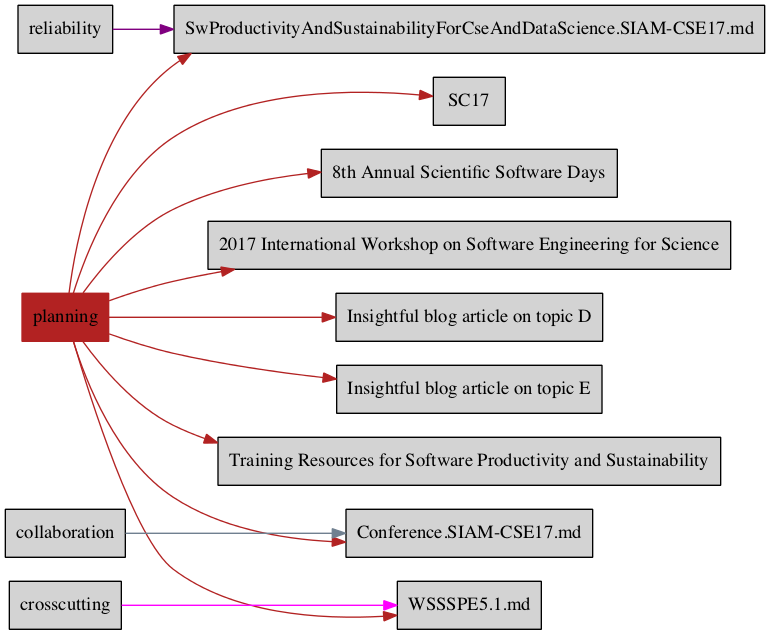 reliability
SwProductivityAndSustainabilityForCseAndDataScience.SIAM-CSE17.md
SC17
8th Annual Scientific Software Days
2017 International Workshop on Software Engineering for Science
planning
Insightful blog article on topic D
Insightful blog article on topic E
Training Resources for Software Productivity and Sustainability
collaboration
Conference.SIAM-CSE17.md
crosscutting
WSSSPE5.1.md